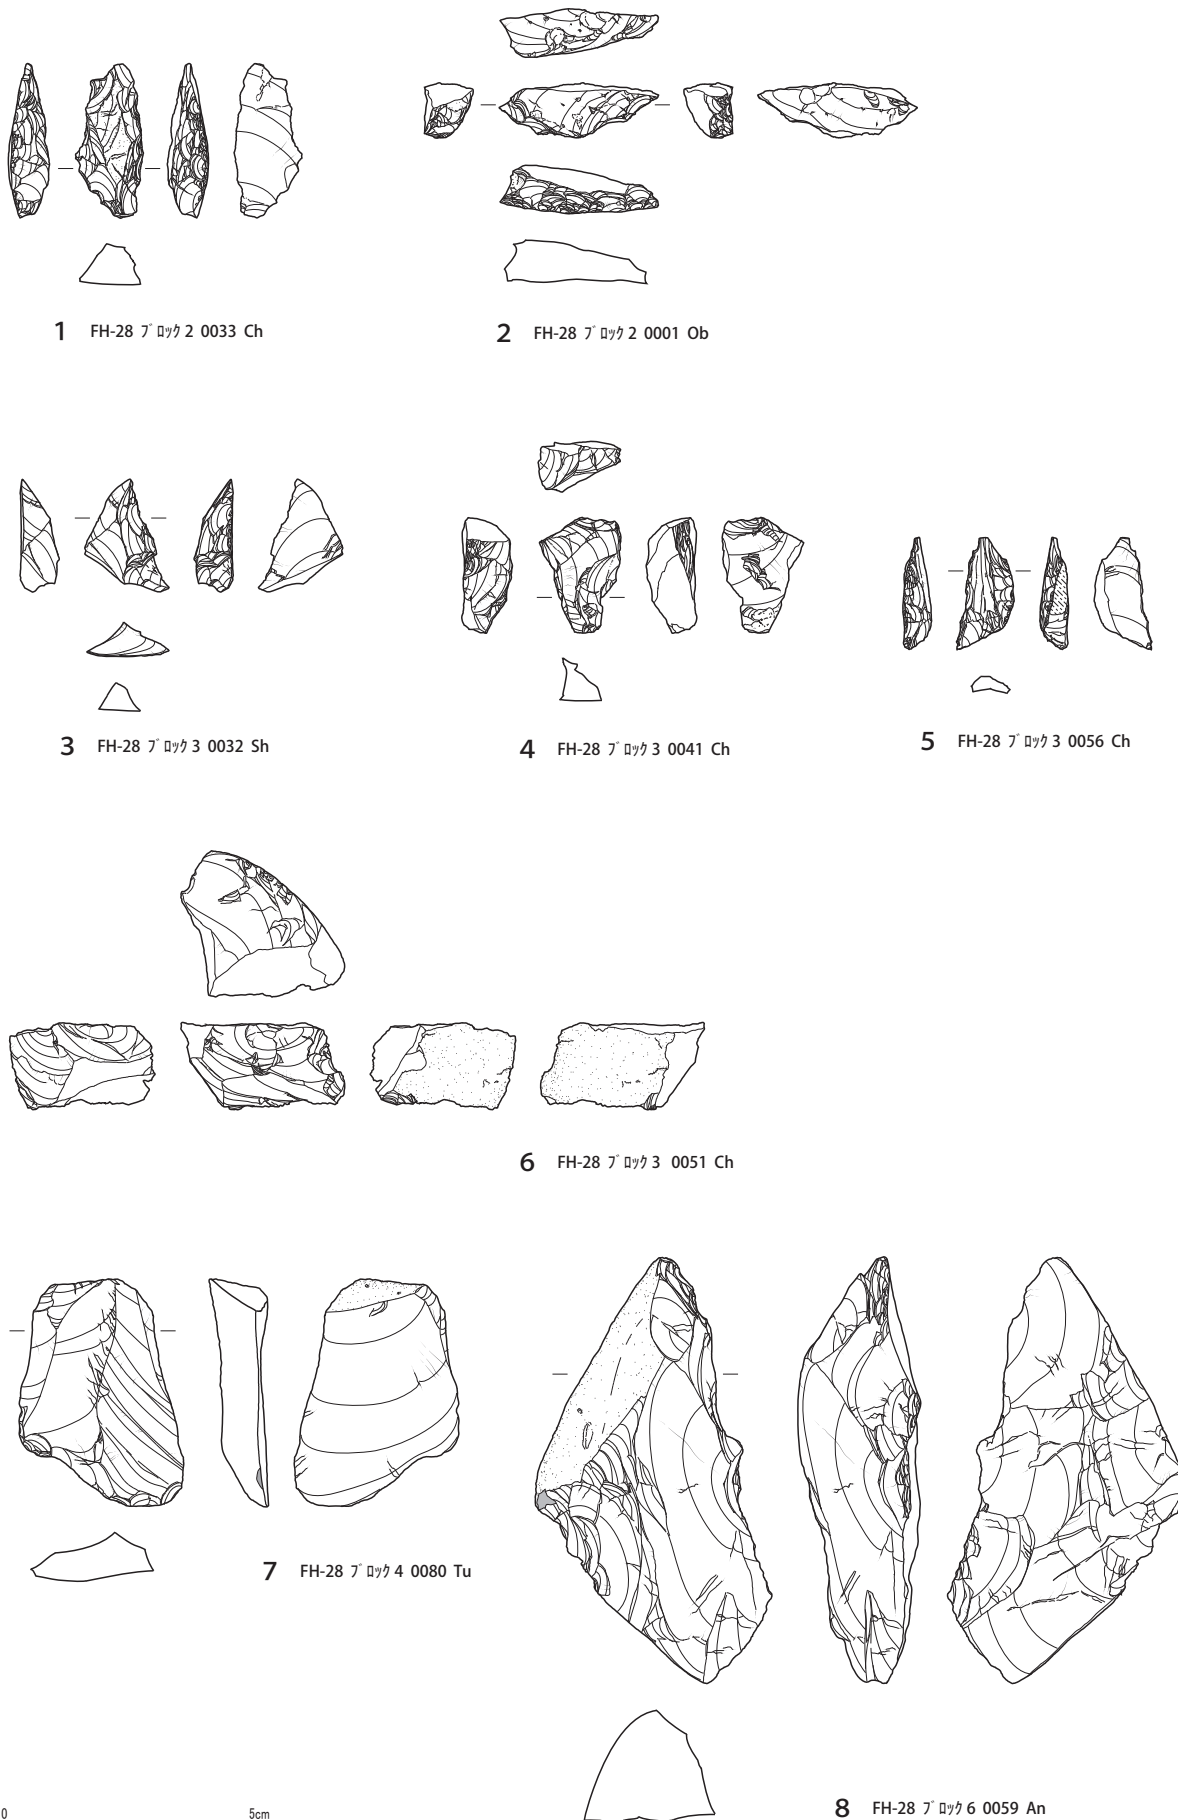 1 FH-28 ﾌﾞﾛｯｸ 2 0033 Ch
2 FH-28 ﾌﾞﾛｯｸ 2 0001 Ob
3 FH-28 ﾌﾞﾛｯｸ 3 0032 Sh
4 FH-28 ﾌﾞﾛｯｸ 3 0041 Ch
5 FH-28 ﾌﾞﾛｯｸ 3 0056 Ch
6 FH-28 ﾌﾞﾛｯｸ 3 0051 Ch
7 FH-28 ﾌﾞﾛｯｸ 4 0080 Tu
8 FH-28 ﾌﾞﾛｯｸ 6 0059 An
0 5cm